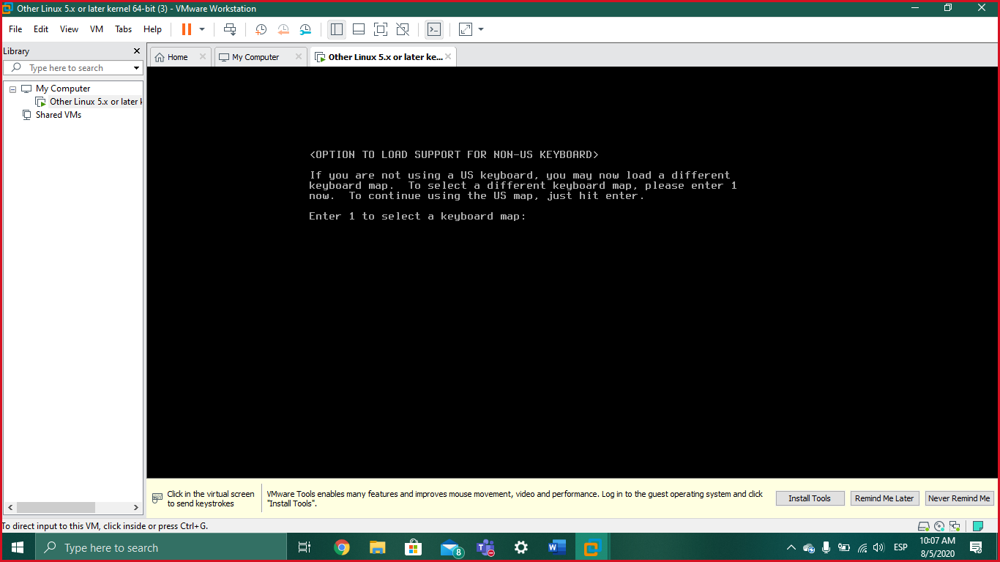 Other Linux 5.x or later kernel 64-bit (3) - VMware Workstation
File Edit View VM Tabs Help
Library
Type here to search
My Computer
Other Linux 5.x or later k
Shared VMs
Home
My Computer
Other Linux 5.x or later ke...
<OPTION TO LOAD SUPPORT FOR NON-US KEYBOARD>
If you are not using a US keyboard, you may now load a different
keyboard map.  To select a different keyboard map, please enter 1
now.  To continue using the US map, just hit enter.
Enter 1 to select a keyboard map:
Click in the virtual screen
to send keystrokes
VMware Tools enables many features and improves mouse movement, video and performance. Log in to the guest operating system and click
"Install Tools".
Install Tools
Remind Me Later
Never Remind Me
To direct input to this VM, click inside or press Ctrl+G.
Type here to search
8
ESP
10:07 AM
8/5/2020